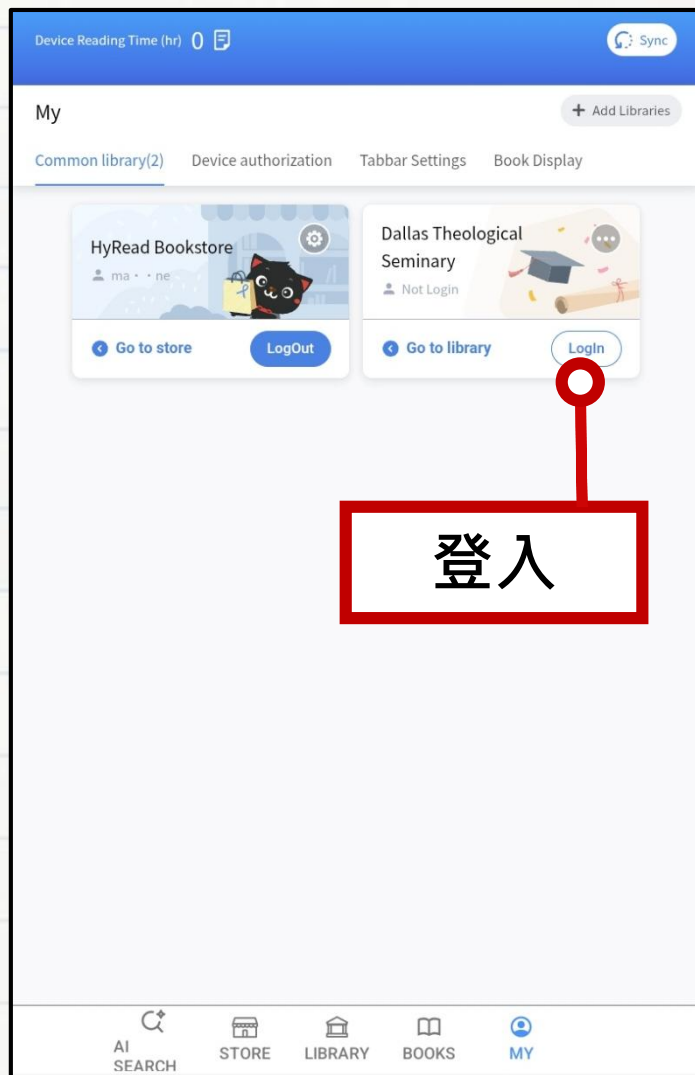 Device Reading Time (hr) 0
Sync
My
+ Add Libraries
Common library(2) Device authorization Tabbar Settings Book Display
HyRead Bookstore
ma・・ne
Go to store
LogOut
Dallas Theological
Seminary
Not Login
Go to library
LogIn
登入
AI
SEARCH
STORE
LIBRARY
BOOKS
MY